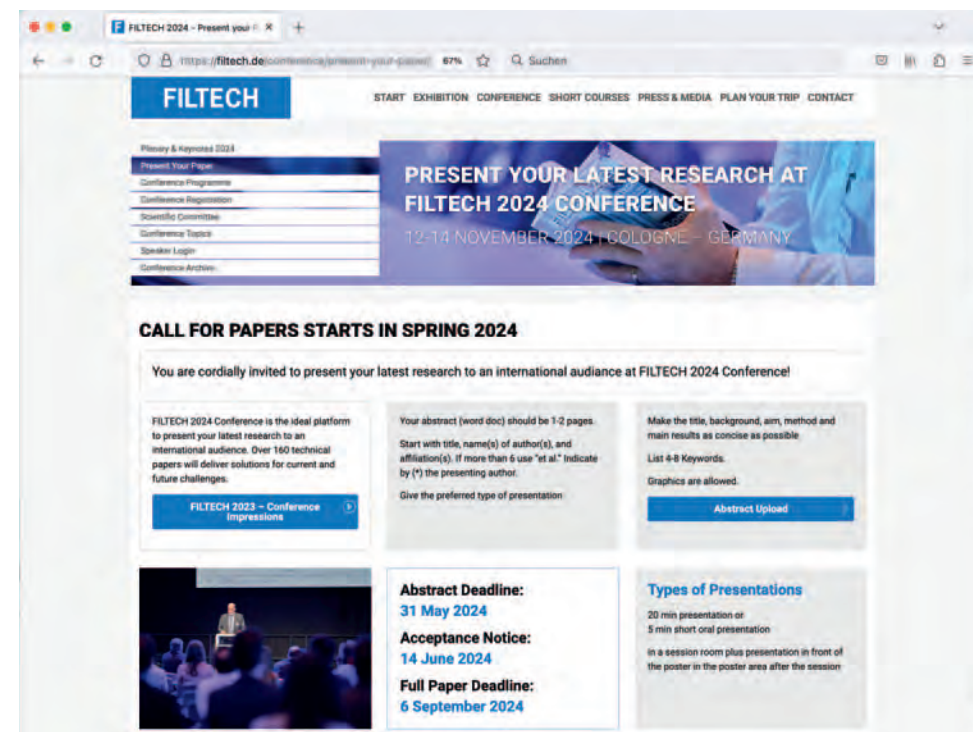 FILTECH 2024 - Present your
https://filtech.de/conference/present-your-paper/ 67% Suchen
FILTECH
START EXHIBITION CONFERENCE SHORT COURSES PRESS & MEDIA PLAN YOUR TRIP CONTACT
Plenary & Keynotes 2024
Present Your Paper
Conference Programme
Conference Registration
Scientific Committee
Conference Topics
Speaker Login
Conference Archive
PRESENT YOUR LATEST RESEARCH AT
FILTECH 2024 CONFERENCE
12-14 NOVEMBER 2024 | COLOGNE – GERMANY
CALL FOR PAPERS STARTS IN SPRING 2024
You are cordially invited to present your latest research to an international audiance at FILTECH 2024 Conference!
FILTECH 2024 Conference is the ideal platform
to present your latest research to an
international audience. Over 160 technical
papers will deliver solutions for current and
future challenges.
FILTECH 2023 – Conference
Impressions
Your abstract (word doc) should be 1-2 pages.
Start with title, name(s) of author(s), and
affiliation(s). If more than 6 use "et al." Indicate
by (*) the presenting author.
Give the preferred type of presentation
Make the title, background, aim, method and
main results as concise as possible
List 4-8 Keywords.
Graphics are allowed.
Abstract Upload
Abstract Deadline:
31 May 2024
Acceptance Notice:
14 June 2024
Full Paper Deadline:
6 September 2024
Types of Presentations
20 min presentation or
5 min short oral presentation
in a session room plus presentation in front of
the poster in the poster area after the session